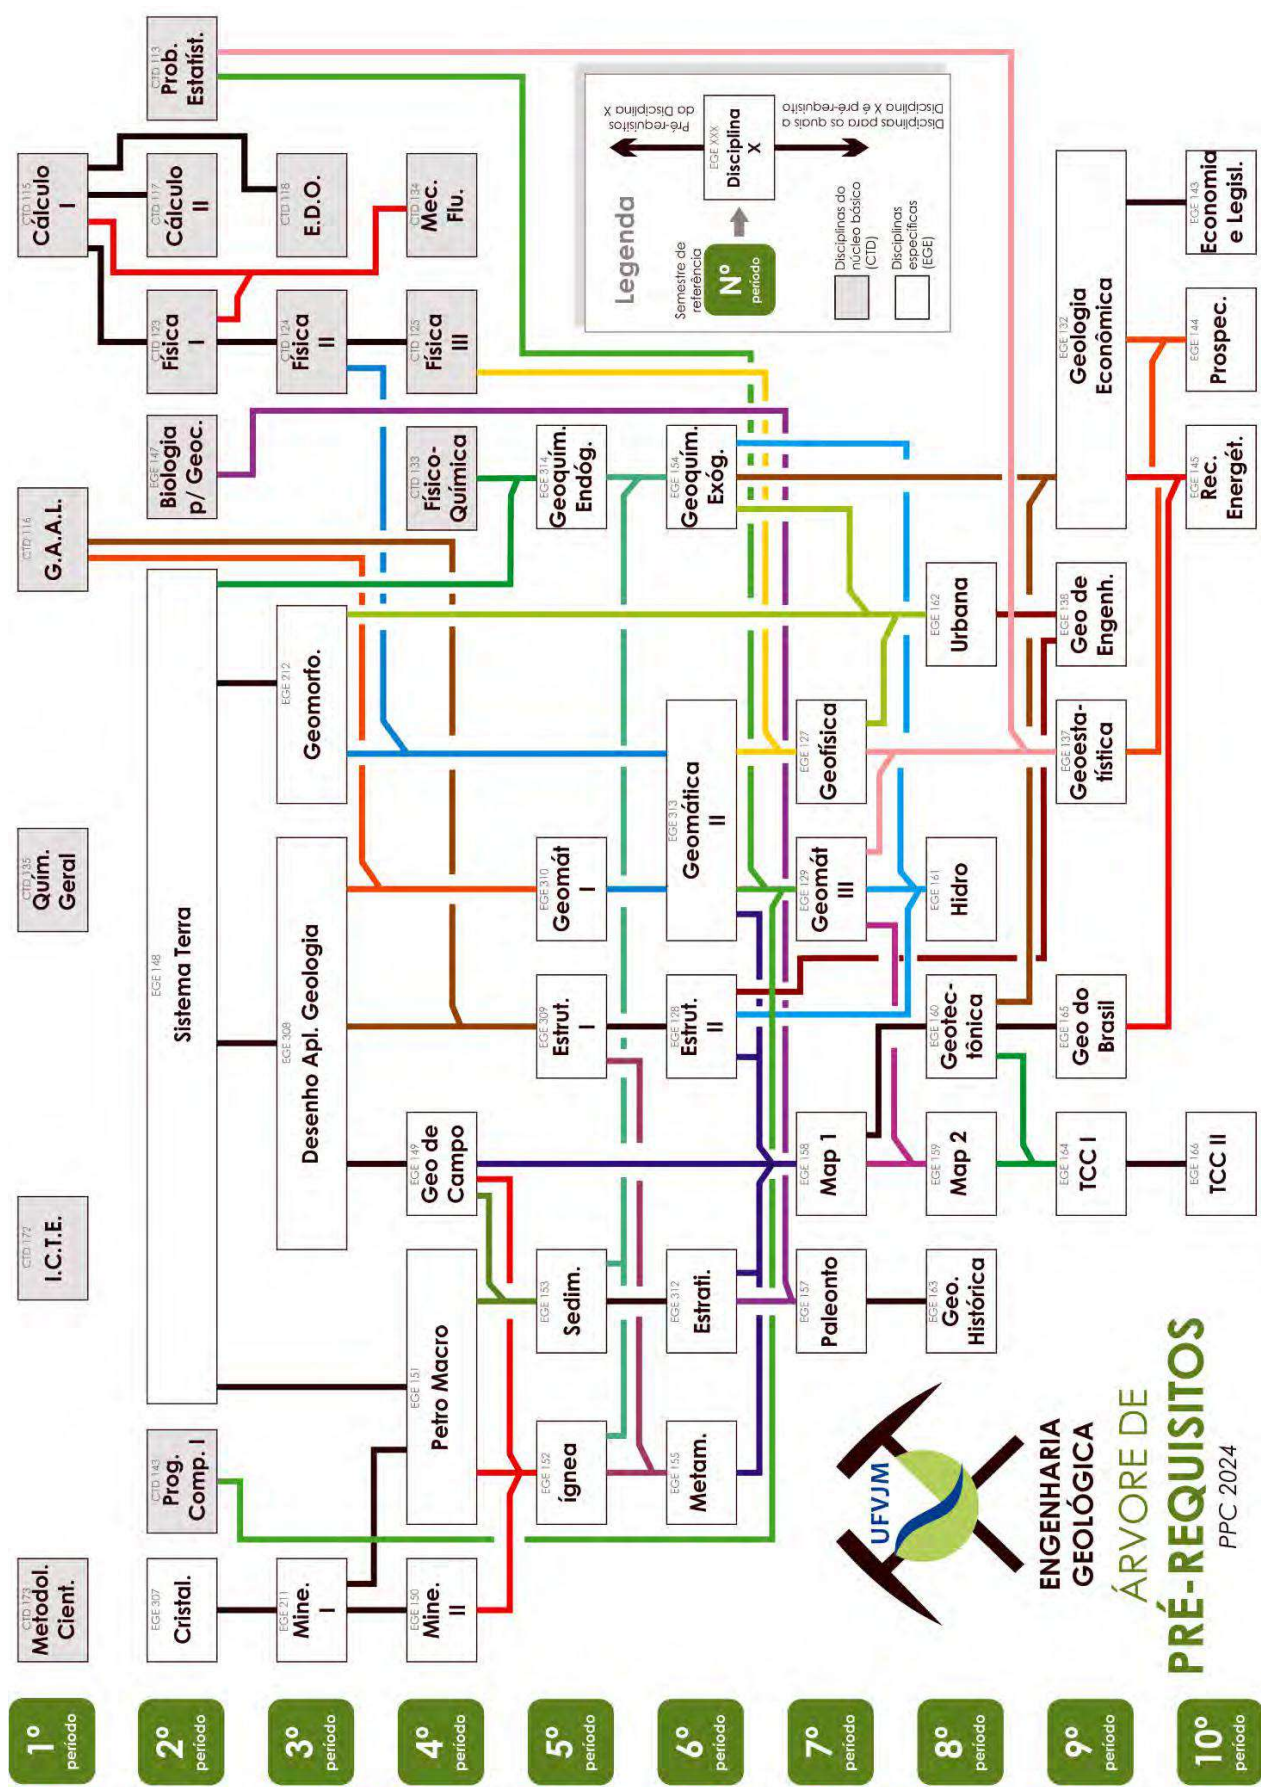 1º
período
CTD 173
Metodol.
Cient.
CTD 172
I.C.T.E.
CTD 135
Quím.
Geral
CTD 116
G.A.A.L.
CTD 115
Cálculo
I
2º
período
EGE 307
Cristal.
CTD 143
Prog.
Comp. I
EGE 148
Sistema Terra
EGE 147
Biologia
p/ Geoc.
CTD 123
Física
I
CTD 117
Cálculo
II
CTD 113
Prob.
Estatíst.
3º
período
EGE 211
Mine.
I
EGE 308
Desenho Apl. Geologia
EGE 212
Geomorfo.
CTD 124
Física
II
CTD 118
E.D.O.
4º
período
EGE 150
Mine.
II
EGE 151
Petro Macro
EGE 149
Geo de
Campo
CTD 133
Físico-
Química
CTD 125
Física
III
CTD 134
Mec.
Flu.
5º
período
EGE 152
ígnea
EGE 153
Sedim.
EGE 309
Estrut.
I
EGE 310
Geomát
I
EGE 314
Geoquím.
Endóg.
6º
período
EGE 155
Metam.
EGE 312
Estrati.
EGE 128
Estrut.
II
EGE 313
Geomática
II
EGE 154
Geoquím.
Exóg.
7º
período
EGE 157
Paleonto
EGE 158
Map 1
EGE 129
Geomát
III
EGE 127
Geofísica
8º
período
EGE 163
Geo.
Histórica
EGE 159
Map 2
EGE 160
Geotec-
tônica
EGE 161
Hidro
EGE 162
Urbana
9º
período
EGE 164
TCC I
EGE 165
Geo do
Brasil
EGE 137
Geoesta-
tística
EGE 138
Geo de
Engenh.
EGE 132
Geologia
Econômica
10º
período
EGE 166
TCC II
EGE 145
Rec.
Energét.
EGE 144
Prospec.
EGE 143
Economia
e Legisl.
Legenda
Semestre de
referência
Nº
período
EGE XXX
Disciplina
X
Pré-requisitos
da Disciplina X
Disciplinas para as quais a
Disciplina X é pré-requisito
Disciplinas do
núcleo básico
(CTD)
Disciplinas
específicas
(EGE)
UFVJM
ENGENHARIA
GEOLÓGICA
ÁRVORE DE
PRÉ-REQUISITOS
PPC 2024